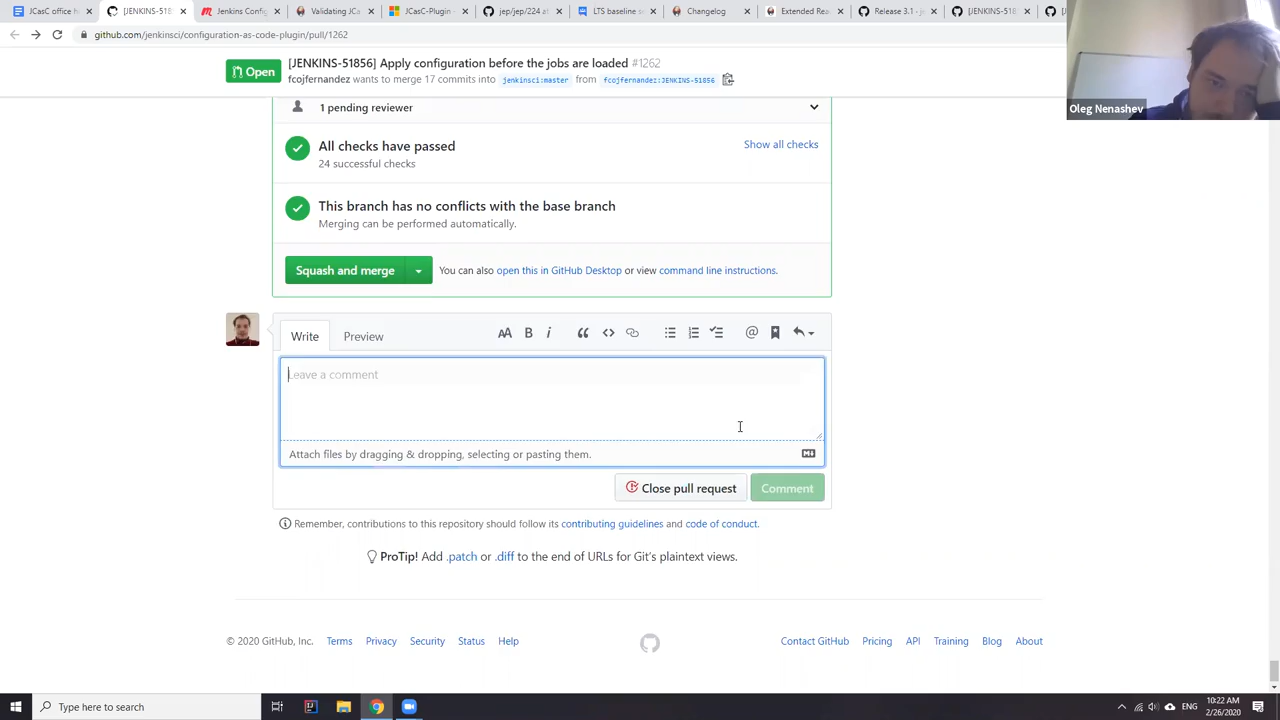 JCasC office h
[JENKINS-518
Jenkins Config
Validating JCa
JCasC-Plugin -
jep/jep/224 at
LTS baseline s
Changelog
Extended Rea
Release 3.1 - j
[JENKINS-518
github.com/jenkinsci/configuration-as-code-plugin/pull/1262
Open
[JENKINS-51856] Apply configuration before the jobs are loaded #1262
fcojfernandez wants to merge 17 commits into jenkinsci:master from fcojfernandez:JENKINS-51856
Oleg Nenashev
1 pending reviewer
All checks have passed
Show all checks
24 successful checks
This branch has no conflicts with the base branch
Merging can be performed automatically.
Squash and merge
You can also open this in GitHub Desktop or view command line instructions.
Write
Preview
Leave a comment
Attach files by dragging & dropping, selecting or pasting them.
Close pull request
Comment
Remember, contributions to this repository should follow its contributing guidelines and code of conduct.
ProTip! Add .patch or .diff to the end of URLs for Git's plaintext views.
© 2020 GitHub, Inc.
Terms
Privacy
Security
Status
Help
Contact GitHub
Pricing
API
Training
Blog
About
Type here to search
ENG
10:22 AM
2/26/2020